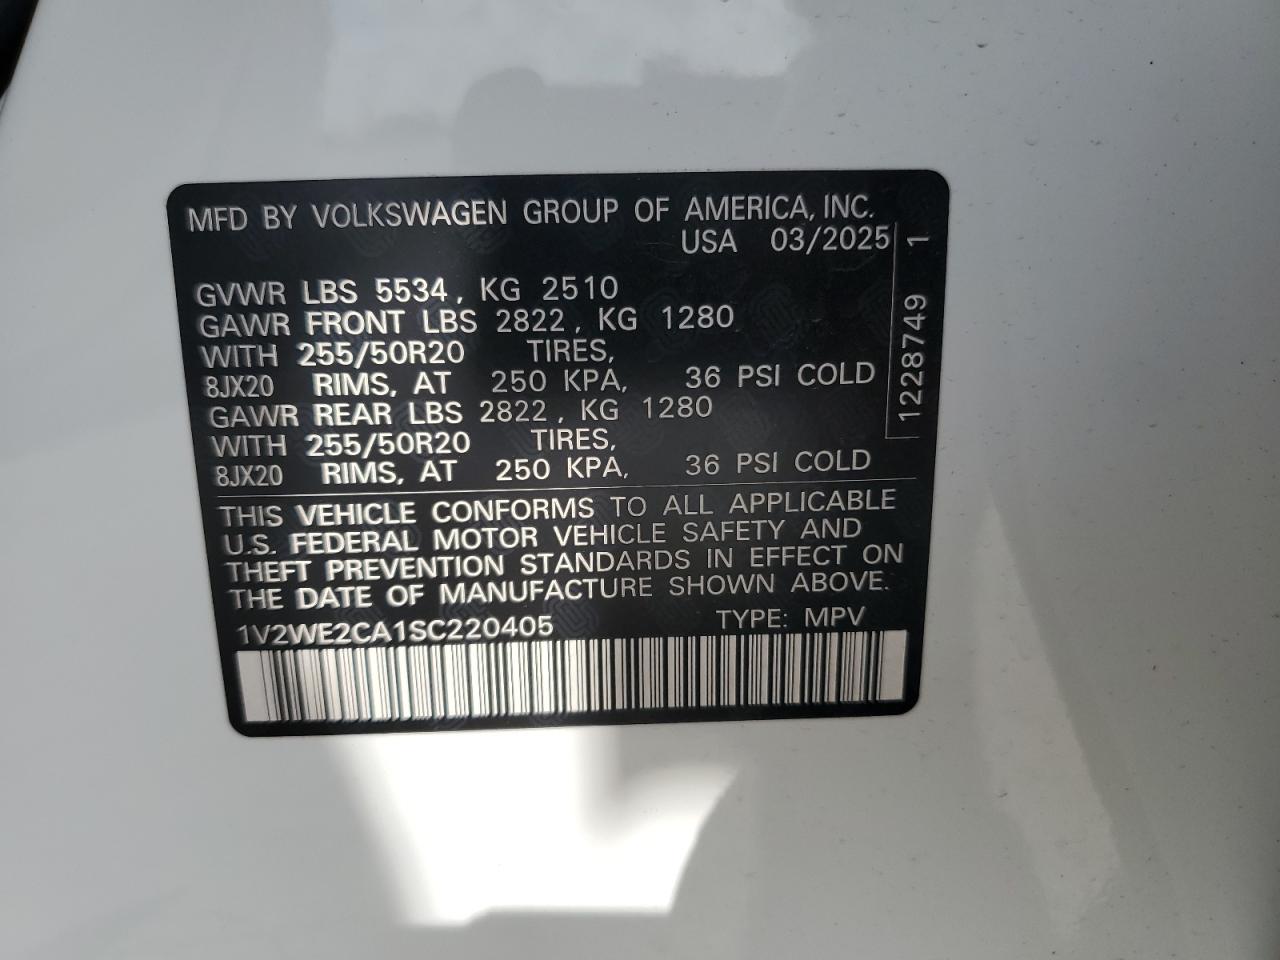 MFD BY VOLKSWAGEN GROUP OF AMERICA, INC.
USA 03/2025
GVWR LBS 5534, KG 2510
GAWR FRONT LBS 2822, KG 1280
WITH 255/50R20 TIRES,
8JX20 RIMS, AT 250 KPA, 36 PSI COLD
GAWR REAR LBS 2822, KG 1280
WITH 255/50R20 TIRES,
8JX20 RIMS, AT 250 KPA, 36 PSI COLD
THIS VEHICLE CONFORMS TO ALL APPLICABLE
U.S. FEDERAL MOTOR VEHICLE SAFETY AND
THEFT PREVENTION STANDARDS IN EFFECT ON
THE DATE OF MANUFACTURE SHOWN ABOVE.
1V2WE2CA1SC220405 TYPE: MPV
1228749 1